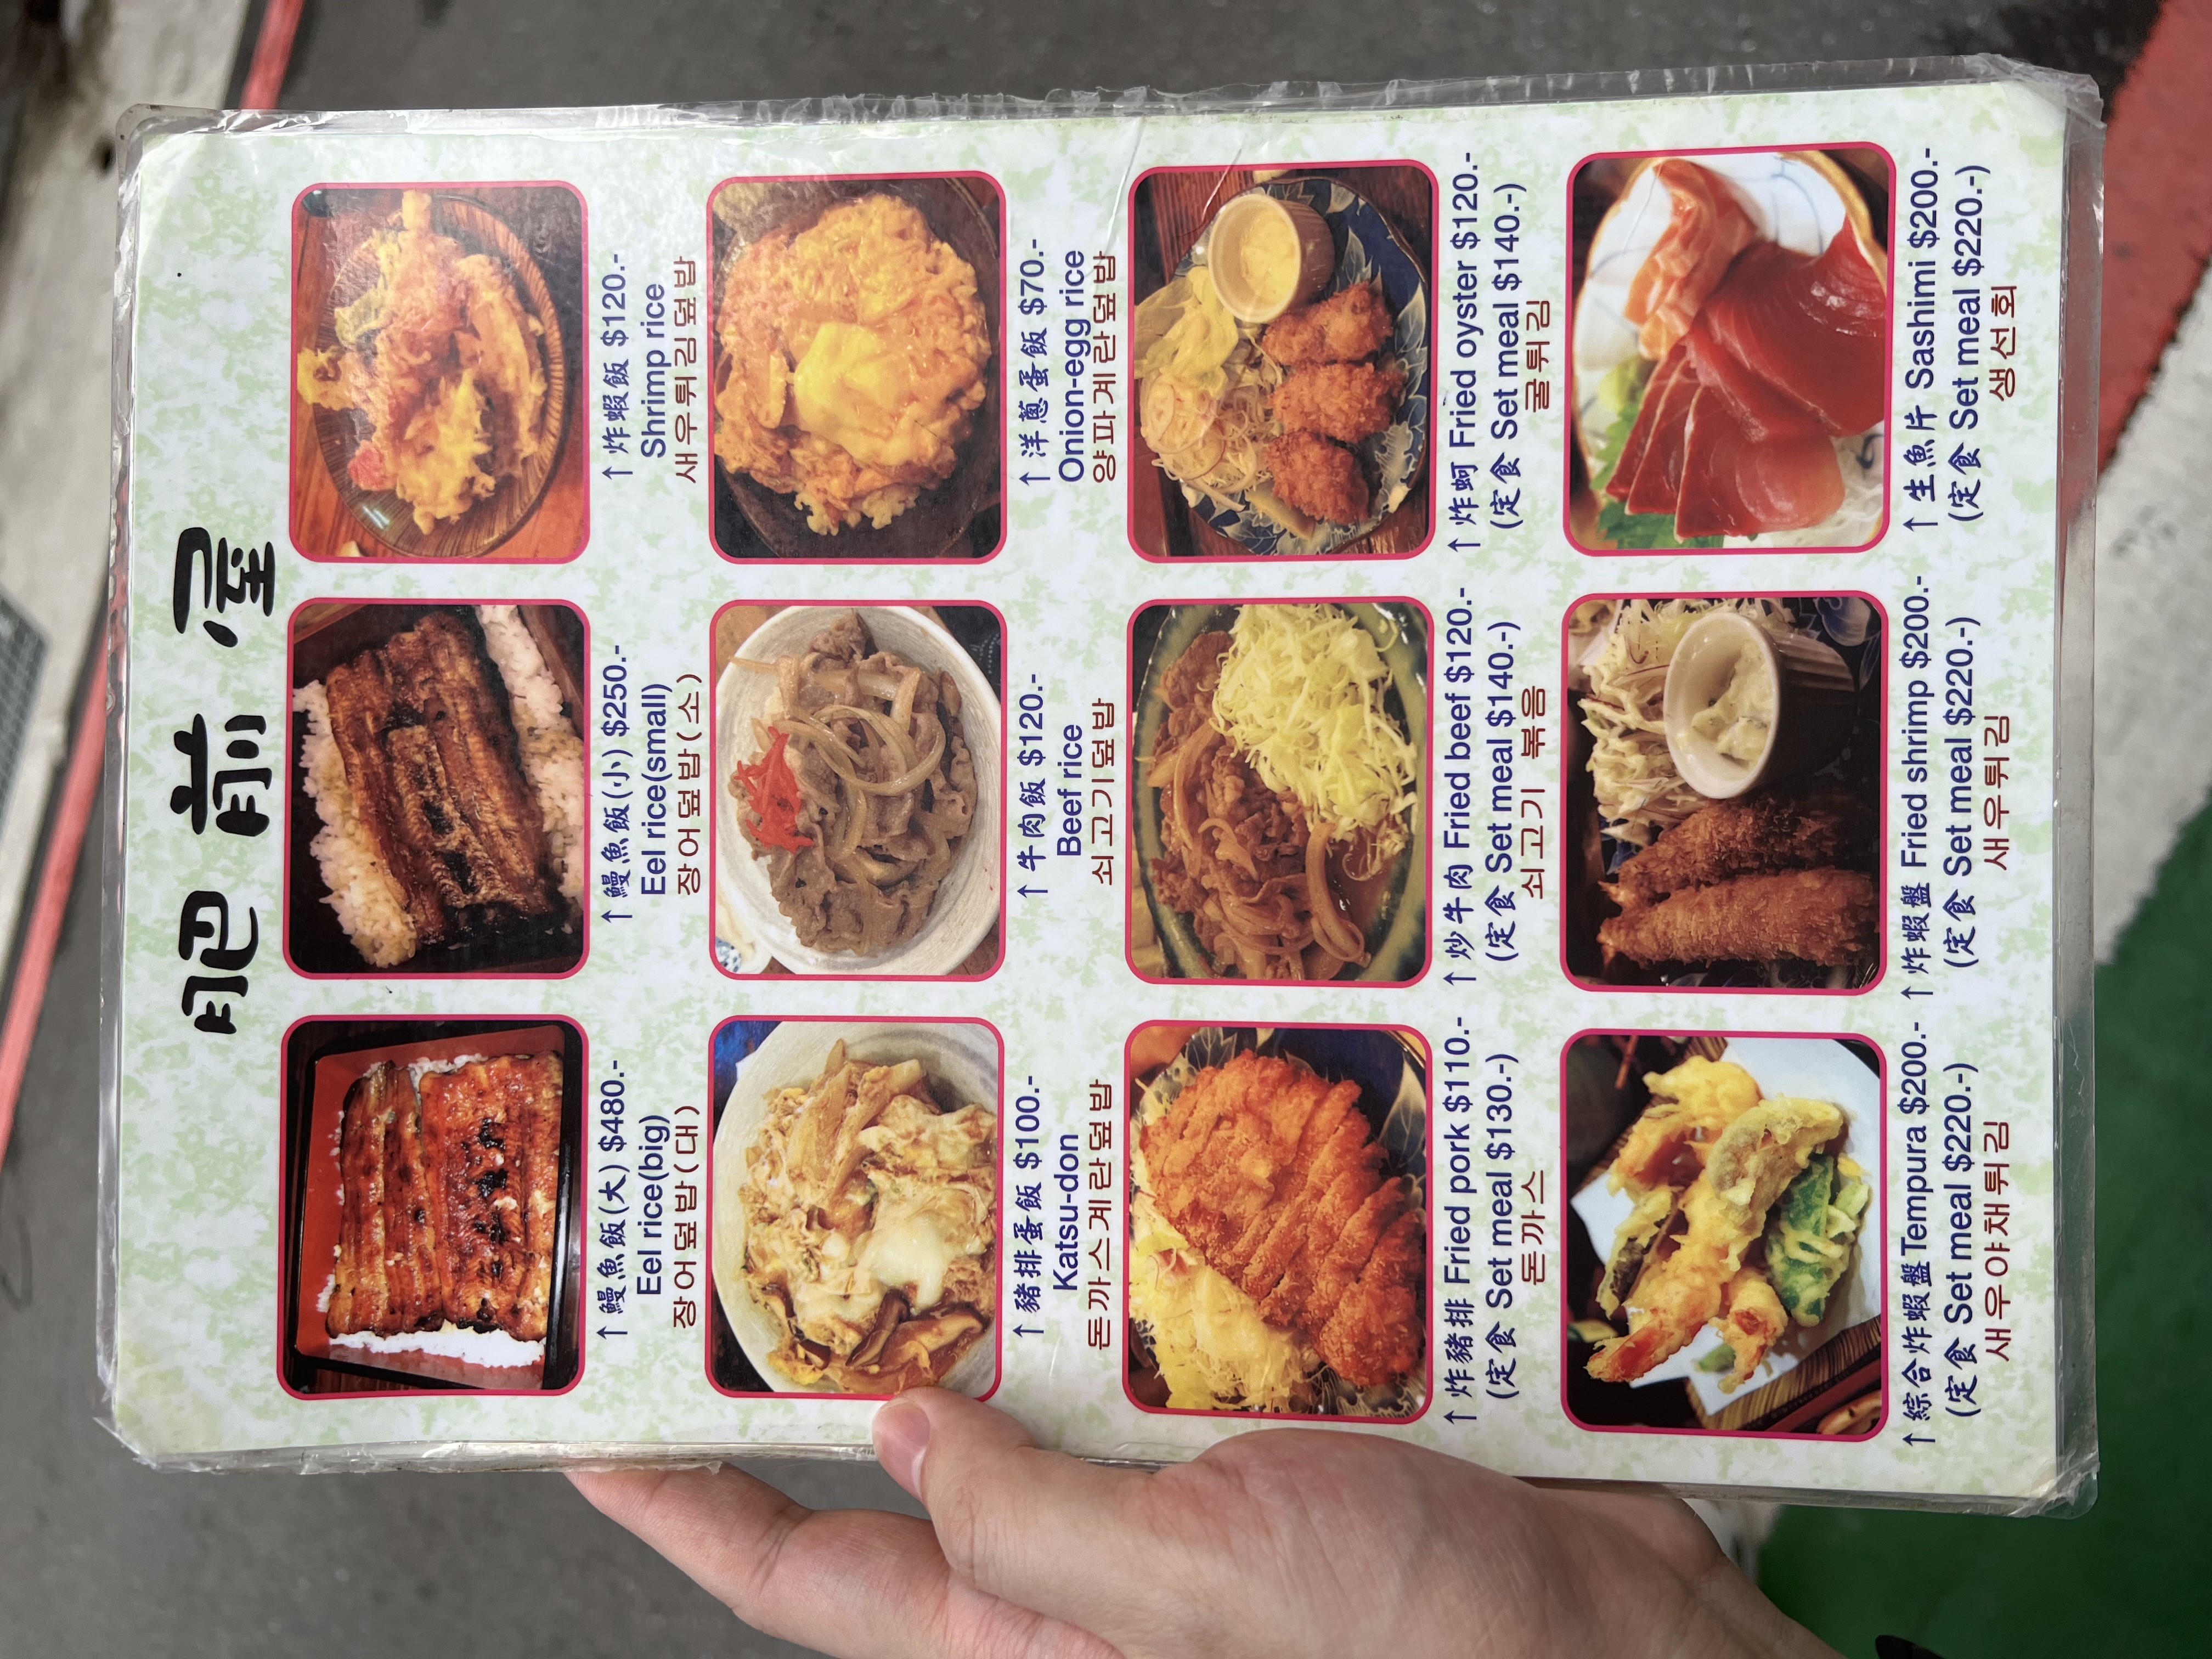 肥前屋
↑鰻魚飯(大) $480.-
Eel rice(big)
장어덮밥(대)
↑鰻魚飯(小) $250.-
Eel rice(small)
장어덮밥(소)
↑炸蝦飯 $120.-
Shrimp rice
새우튀김덮밥
↑豬排蛋飯 $100.-
Katsu-don
돈까스계란덮밥
↑牛肉飯 $120.-
Beef rice
쇠고기덮밥
↑洋蔥蛋飯 $70.-
Onion-egg rice
양파계란덮밥
↑炸豬排 Fried pork $110.-
(定食 Set meal $130.-)
돈까스
↑炒牛肉 Fried beef $120.-
(定食 Set meal $140.-)
쇠고기 볶음
↑炸蚵 Fried oyster $120.-
(定食 Set meal $140.-)
굴튀김
↑綜合炸蝦盤Tempura $200.-
(定食 Set meal $220.-)
새우야채튀김
↑炸蝦盤 Fried shrimp $200.-
(定食 Set meal $220.-)
새우튀김
↑生魚片 Sashimi $200.-
(定食 Set meal $220.-)
생선회